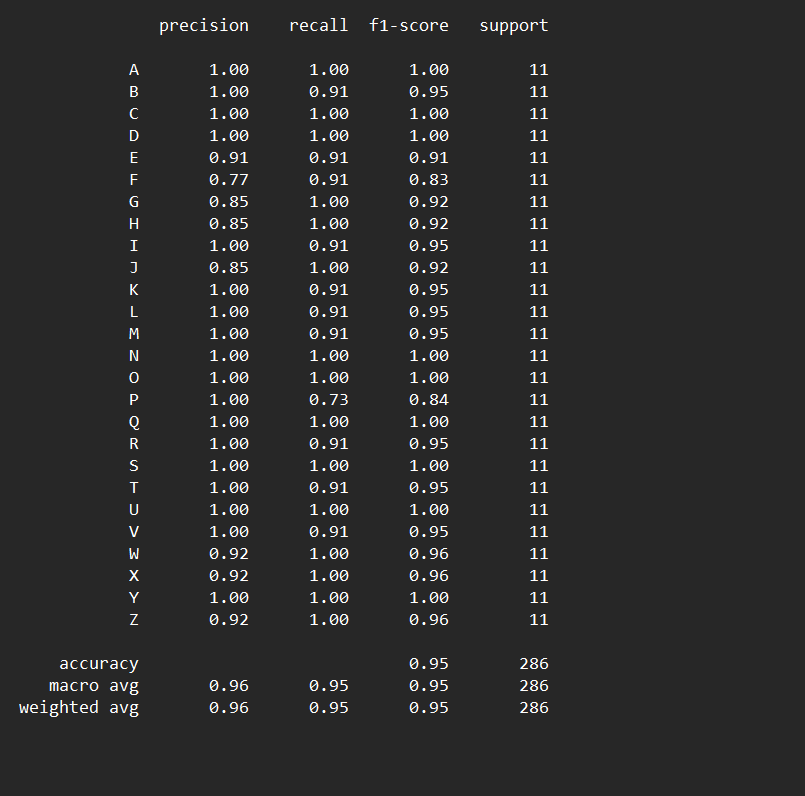 precision recall f1-score support
A 1.00 1.00 1.00 11
B 1.00 0.91 0.95 11
C 1.00 1.00 1.00 11
D 1.00 1.00 1.00 11
E 0.91 0.91 0.91 11
F 0.77 0.91 0.83 11
G 0.85 1.00 0.92 11
H 0.85 1.00 0.92 11
I 1.00 0.91 0.95 11
J 0.85 1.00 0.92 11
K 1.00 0.91 0.95 11
L 1.00 0.91 0.95 11
M 1.00 0.91 0.95 11
N 1.00 1.00 1.00 11
O 1.00 1.00 1.00 11
P 1.00 0.73 0.84 11
Q 1.00 1.00 1.00 11
R 1.00 0.91 0.95 11
S 1.00 1.00 1.00 11
T 1.00 0.91 0.95 11
U 1.00 1.00 1.00 11
V 1.00 0.91 0.95 11
W 0.92 1.00 0.96 11
X 0.92 1.00 0.96 11
Y 1.00 1.00 1.00 11
Z 0.92 1.00 0.96 11
accuracy 0.95 286
macro avg 0.96 0.95 0.95 286
weighted avg 0.96 0.95 0.95 286